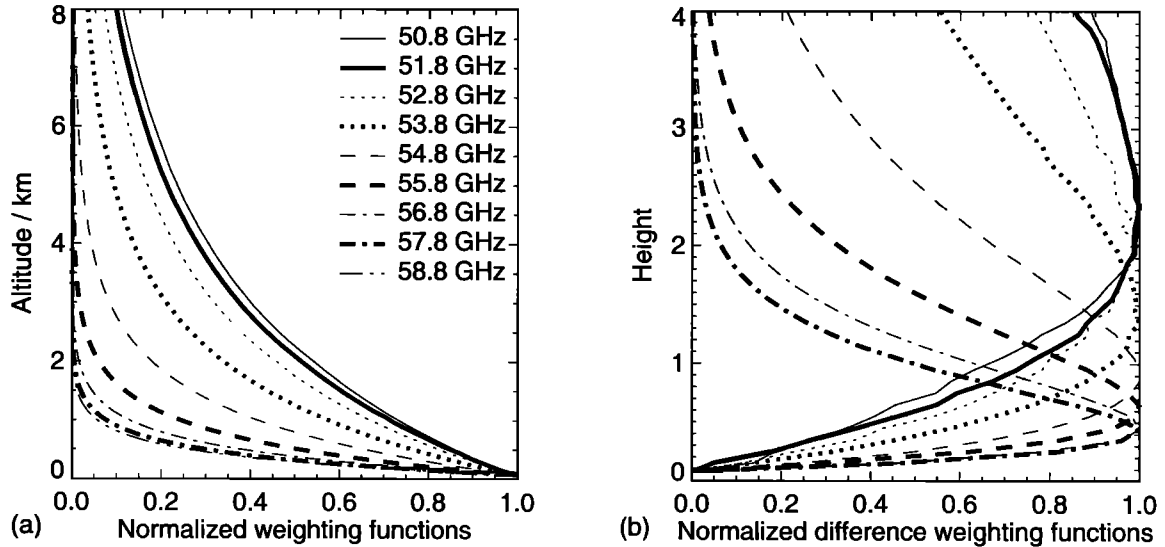 8
6
4
2
0
Altitude / km
50.8 GHz
51.8 GHz
52.8 GHz
53.8 GHz
54.8 GHz
55.8 GHz
56.8 GHz
57.8 GHz
58.8 GHz
0.0 0.2 0.4 0.6 0.8 1.0
(a) Normalized weighting functions
4
3
2
1
0
Height
0.0 0.2 0.4 0.6 0.8 1.0
(b) Normalized difference weighting functions